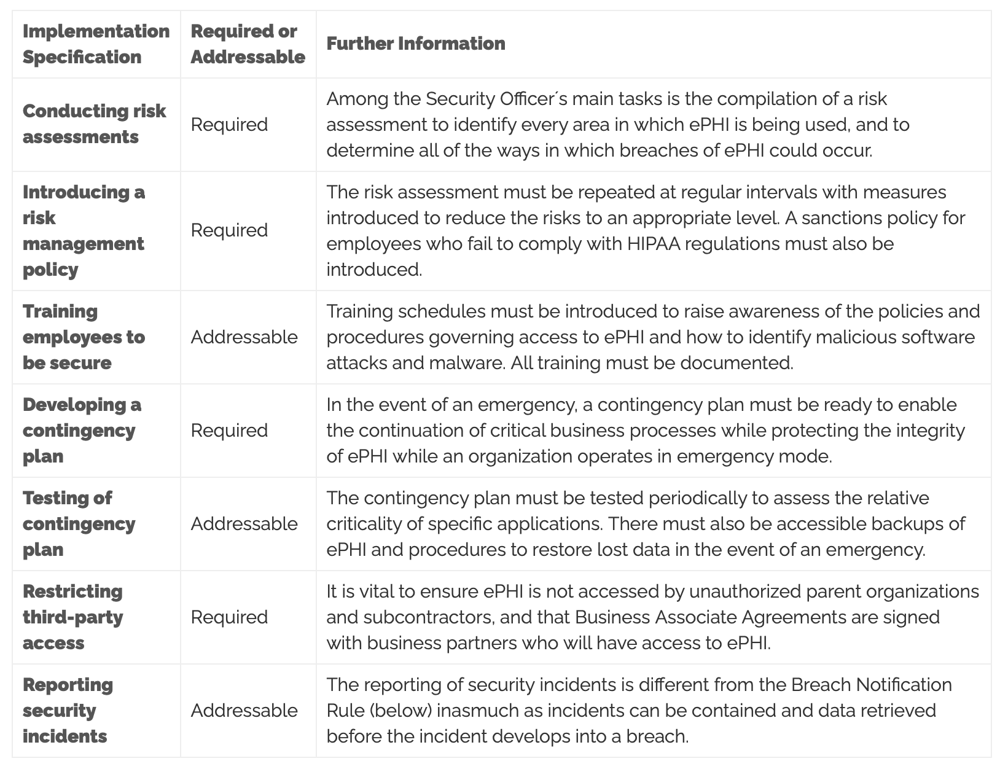 Implementation
Specification
Required or
Addressable
Further Information
Conducting risk
assessments
Required
Among the Security Officer´s main tasks is the compilation of a risk
assessment to identify every area in which ePHI is being used, and to
determine all of the ways in which breaches of ePHI could occur.
Introducing a
risk
management
policy
Required
The risk assessment must be repeated at regular intervals with measures
introduced to reduce the risks to an appropriate level. A sanctions policy for
employees who fail to comply with HIPAA regulations must also be
introduced.
Training
employees to
be secure
Addressable
Training schedules must be introduced to raise awareness of the policies and
procedures governing access to ePHI and how to identify malicious software
attacks and malware. All training must be documented.
Developing a
contingency
plan
Required
In the event of an emergency, a contingency plan must be ready to enable
the continuation of critical business processes while protecting the integrity
of ePHI while an organization operates in emergency mode.
Testing of
contingency
plan
Addressable
The contingency plan must be tested periodically to assess the relative
criticality of specific applications. There must also be accessible backups of
ePHI and procedures to restore lost data in the event of an emergency.
Restricting
third-party
access
Required
It is vital to ensure ePHI is not accessed by unauthorized parent organizations
and subcontractors, and that Business Associate Agreements are signed
with business partners who will have access to ePHI.
Reporting
security
incidents
Addressable
The reporting of security incidents is different from the Breach Notification
Rule (below) inasmuch as incidents can be contained and data retrieved
before the incident develops into a breach.